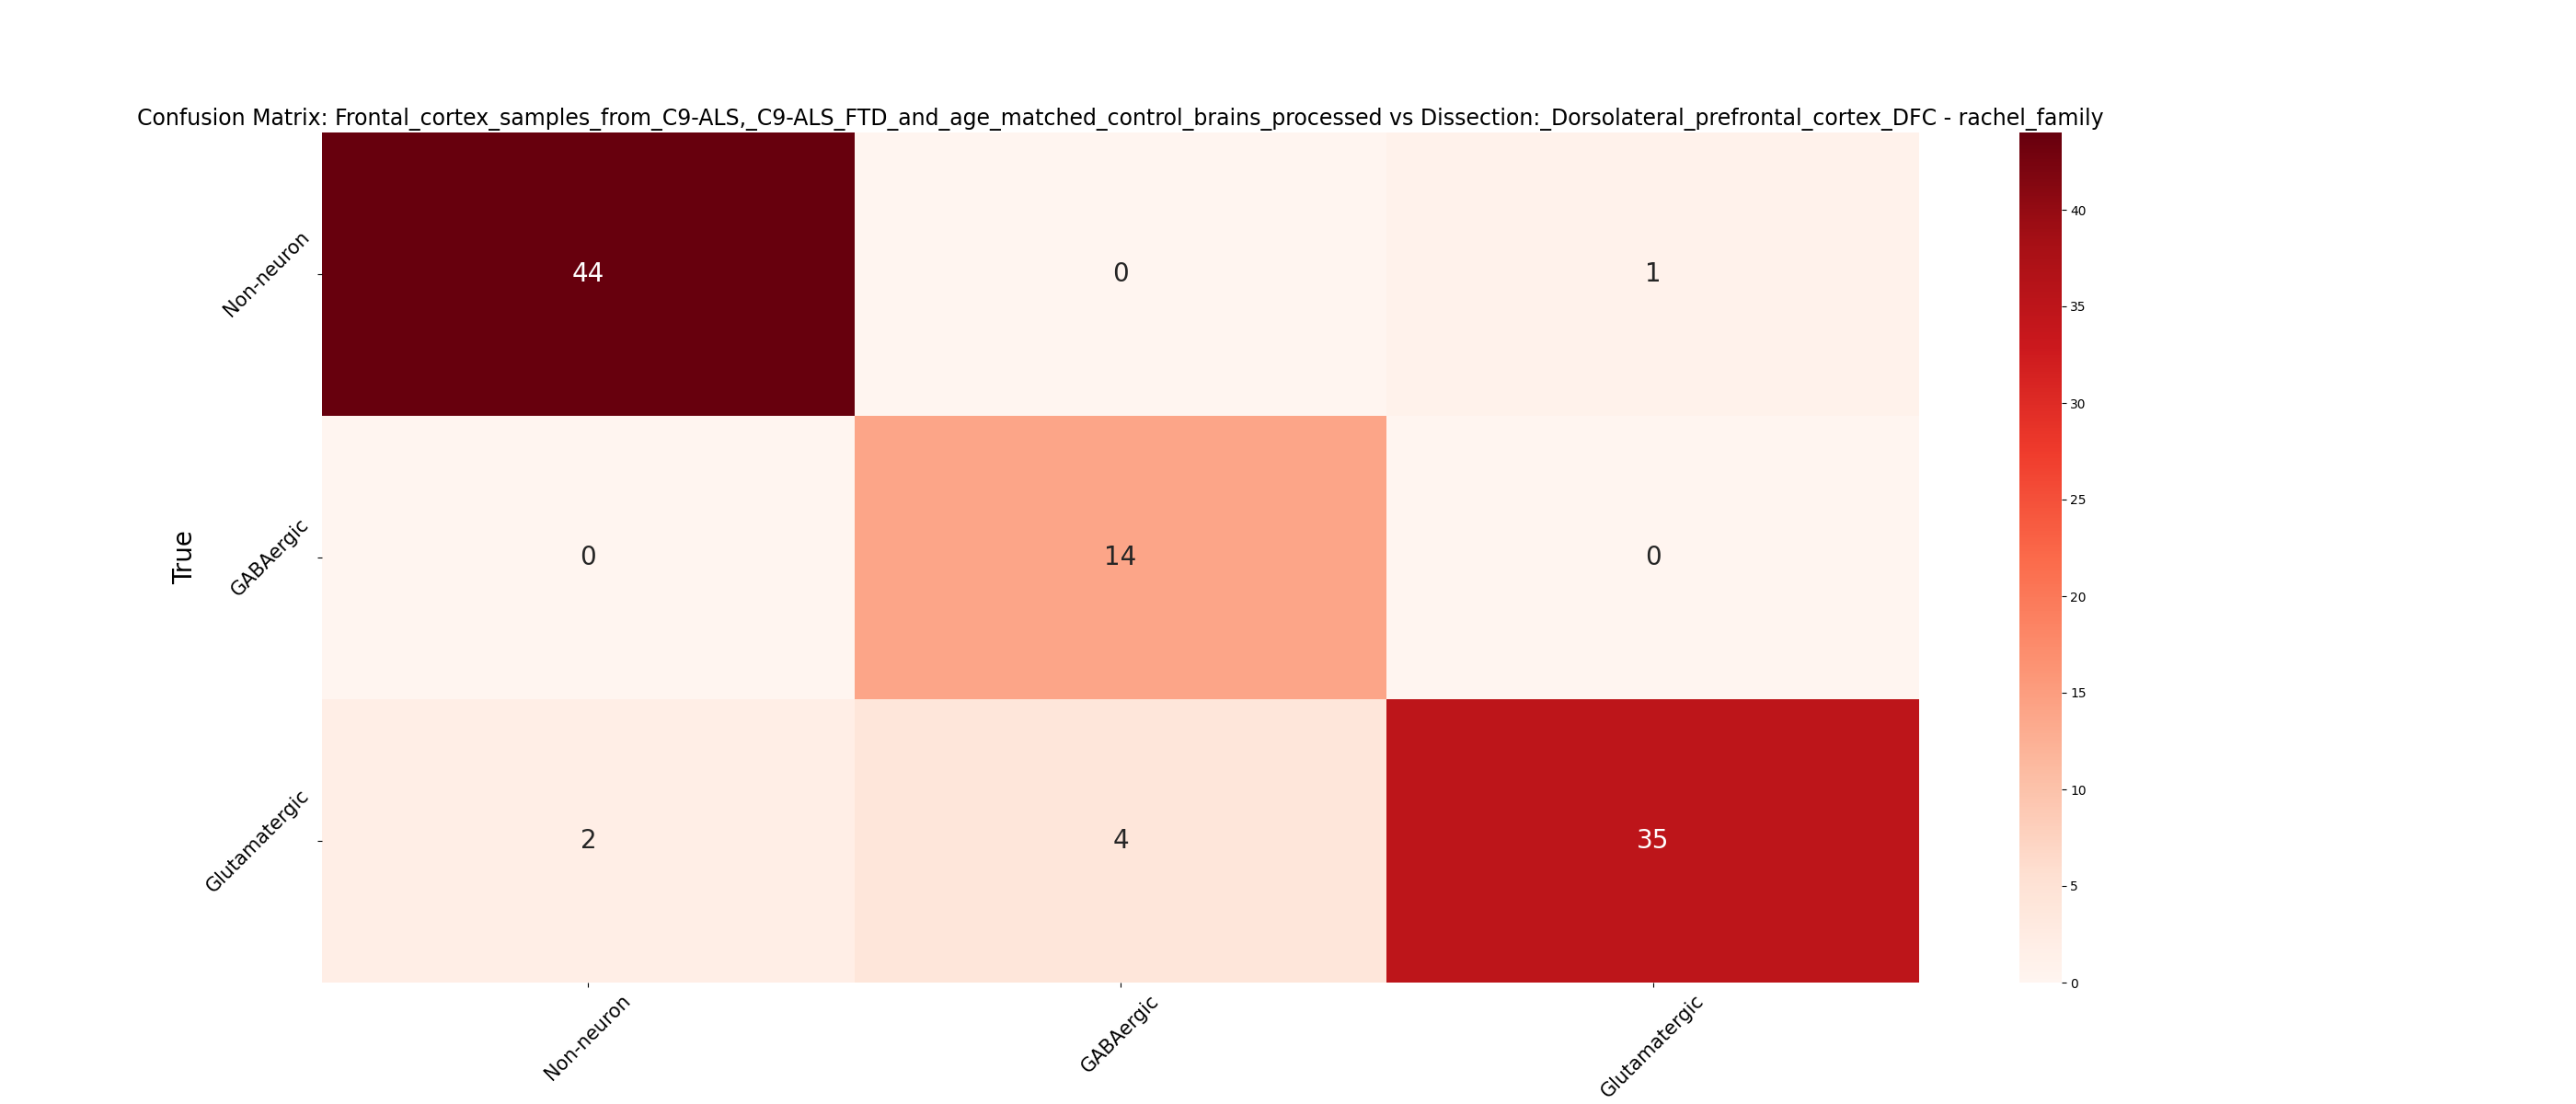 Confusion Matrix: Frontal_cortex_samples_from_C9-ALS,_C9-ALS_FTD_and_age_matched_control_brains_processed vs Dissection:_Dorsolateral_prefrontal_cortex_DFC - rachel_family
True
Non-neuron
44
0
1
GABAergic
0
14
0
Glutamatergic
2
4
35
Non-neuron
GABAergic
Glutamatergic
40
35
30
25
20
15
10
5
0